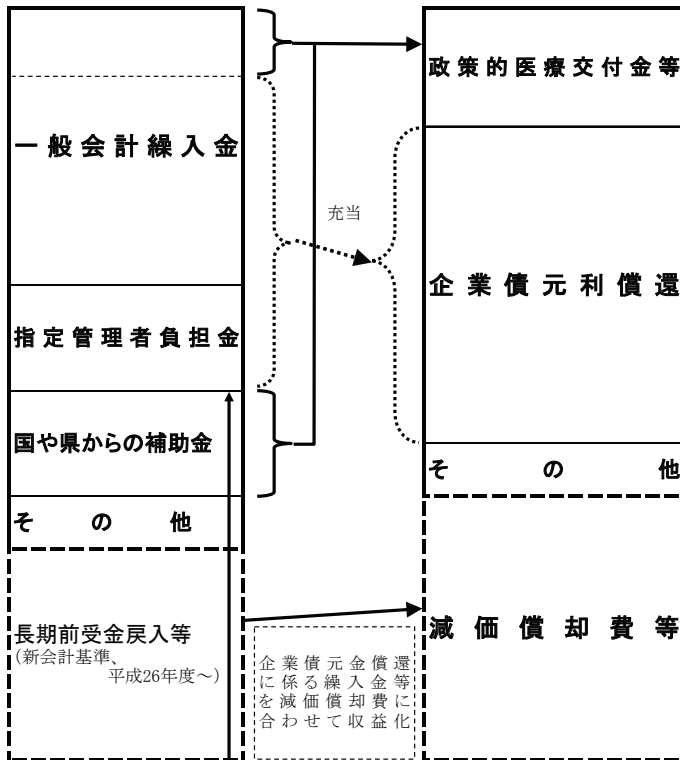 一般会計繰入金
指定管理者負担金
国や県からの補助金
その他
長期前受金戻入等
(新会計基準、
平成26年度～)
充当
企業債元金償還
に係る繰入金等
を減価償却費に
合わせて収益化
政策的医療交付金等
企業債元利償還
その他
減価償却費等